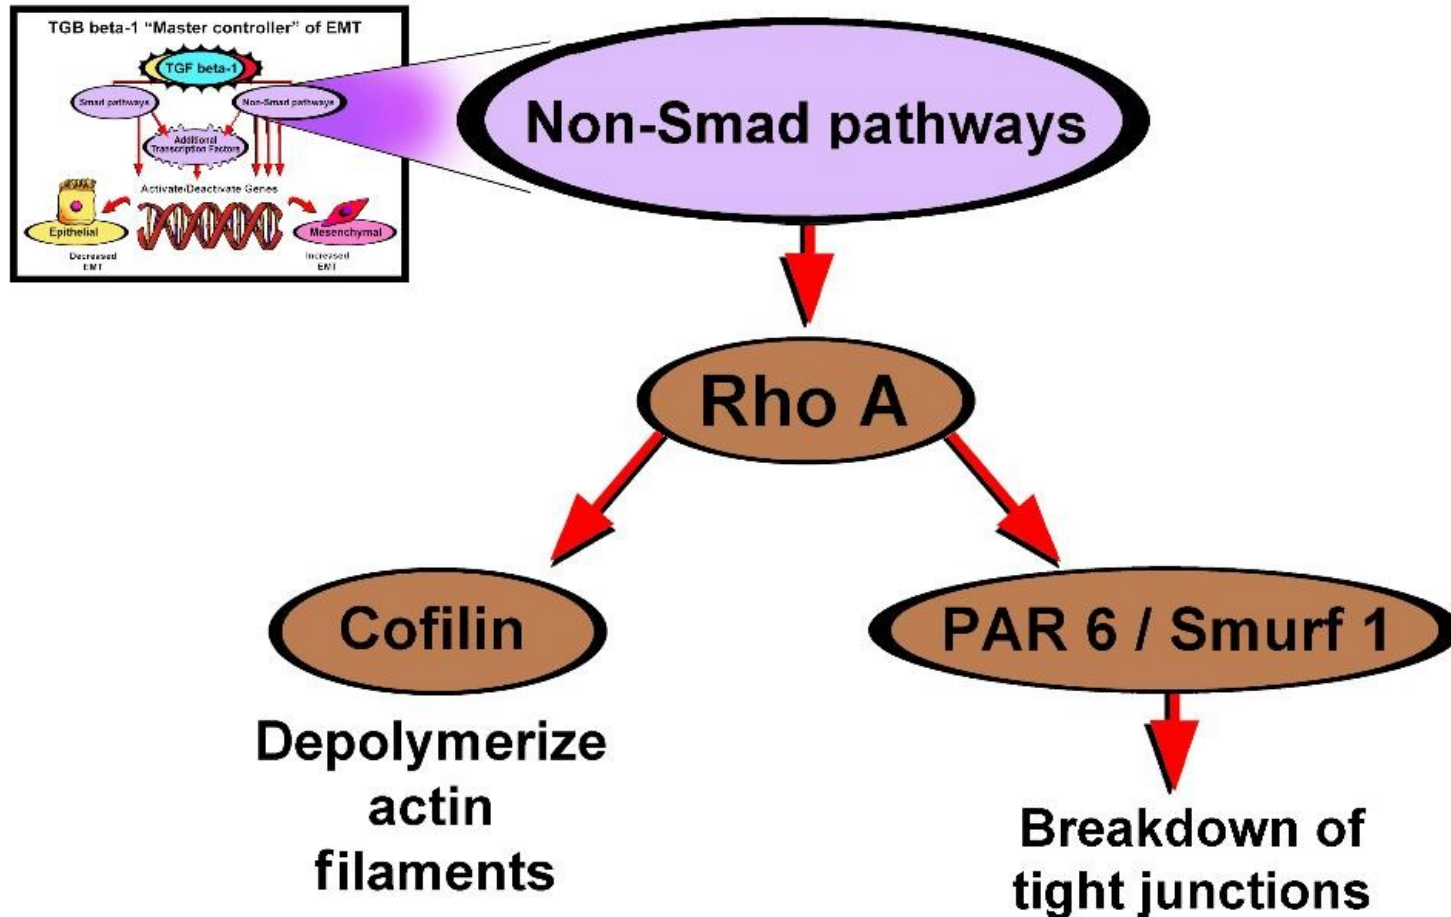 TGB beta-1 “Master controller” of EMT
TGF beta-1
Smad pathways
Non-Smad pathways
Additional
Transcription Factors
Activate/Deactivate Genes
Epithelial
Mesenchymal
Decreased
EMT
Increased
EMT
Non-Smad pathways
Rho A
Cofilin
PAR 6 / Smurf 1
Depolymerize
actin
filaments
Breakdown of
tight junctions